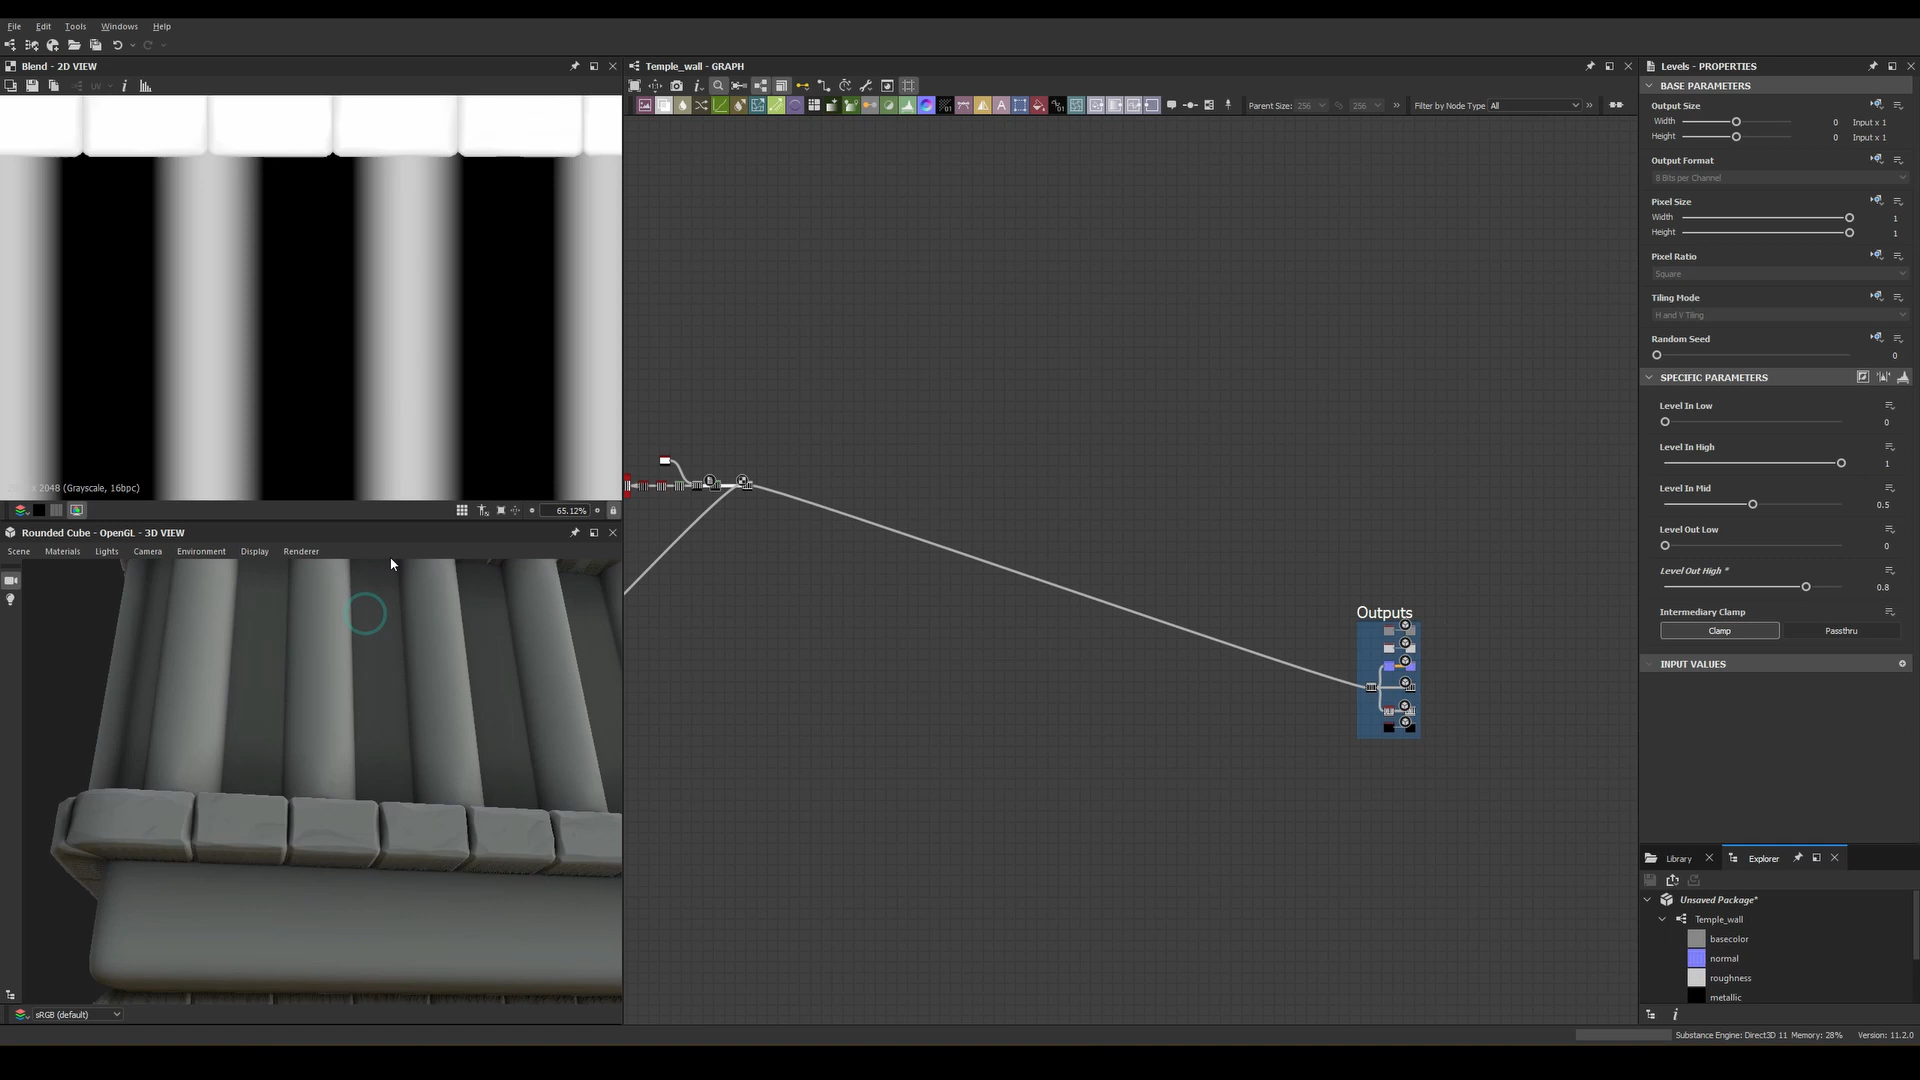 File Edit Tools Windows Help
Blend - 2D VIEW
Temple_wall - GRAPH
Levels - PROPERTIES
UV
BASE PARAMETERS
Parent Size: 256 256 Filter by Node Type All
Output Size
Width 0 Input x 1
Height 0 Input x 1
Output Format
8 Bits per Channel
Pixel Size
Width 1
Height 1
Pixel Ratio
Square
Tiling Mode
H and V Tiling
Random Seed
0
SPECIFIC PARAMETERS
Level In Low
0
Level In High
1
Level In Mid
0.5
Level Out Low
0
Level Out High *
0.8
Intermediary Clamp
Clamp Passthru
INPUT VALUES
x 2048 (Grayscale, 16bpc)
65.12%
Rounded Cube - OpenGL - 3D VIEW
Scene Materials Lights Camera Environment Display Renderer
Outputs
Library Explorer
Unsaved Package*
Temple_wall
basecolor
normal
roughness
metallic
sRGB (default)
Substance Engine: Direct3D 11 Memory: 28% Version: 11.2.0